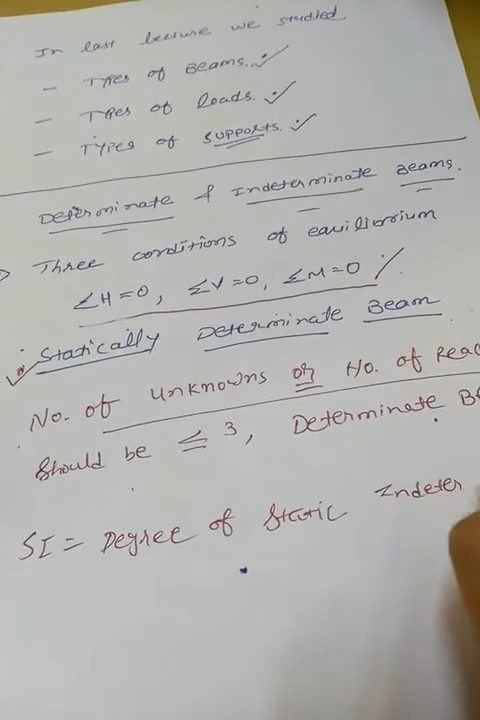 In last lecture we studied
- Types of Beams.
- Types of loads.
- Types of supports.
Determinate & Indeterminate Beams.
Three conditions of equilibrium
ΣH=0, ΣV=0, ΣM=0
Statically Determinate Beam
No. of unknowns or No. of Reac
should be ≤ 3, Determinate Be
SI = Degree of Static Indeter